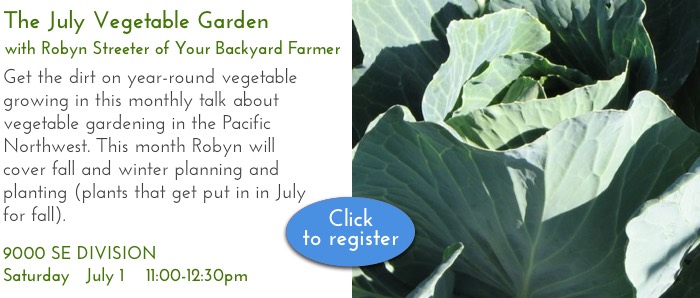 The July Vegetable Garden
with Robyn Streeter of Your Backyard Farmer
Get the dirt on year-round vegetable
growing in this monthly talk about
vegetable gardening in the Pacific
Northwest. This month Robyn will
cover fall and winter planning and
planting (plants that get put in in July
for fall).
Click
to register
9000 SE DIVISION
Saturday July 1 11:00-12:30pm